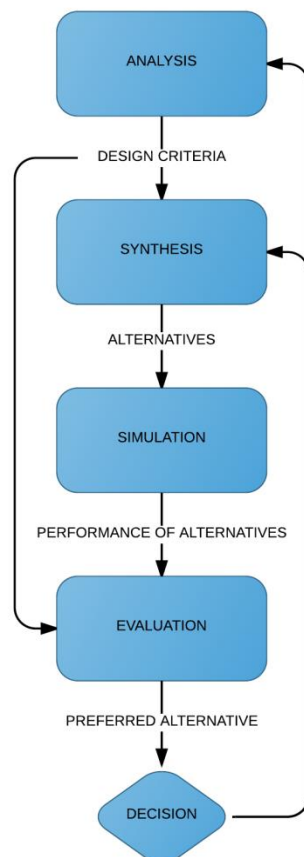 ANALYSIS
DESIGN CRITERIA
SYNTHESIS
ALTERNATIVES
SIMULATION
PERFORMANCE OF ALTERNATIVES
EVALUATION
PREFERRED ALTERNATIVE
DECISION